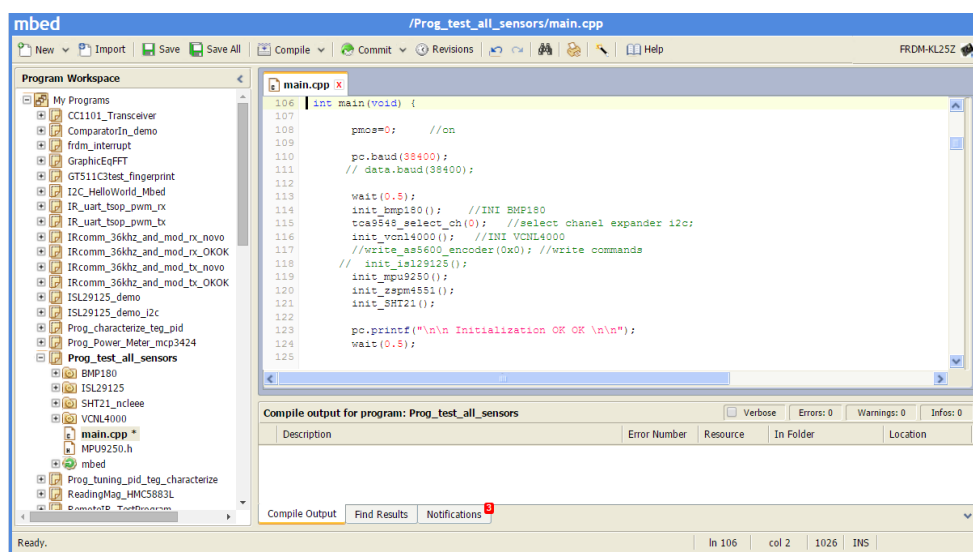 mbed
/Prog_test_all_sensors/main.cpp
New Import Save Save All Compile Commit Revisions Help FRDM-KL25Z
Program Workspace
My Programs
CC1101_Transceiver
ComparatorIn_demo
frdm_interrupt
GraphicEqFFT
GT511C3test_fingerprint
I2C_HelloWorld_Mbed
IR_uart_tsop_pwm_rx
IR_uart_tsop_pwm_tx
IRcomm_36khz_and_mod_rx_novo
IRcomm_36khz_and_mod_rx_OKOK
IRcomm_36khz_and_mod_tx_novo
IRcomm_36khz_and_mod_tx_OKOK
ISL29125_demo
ISL29125_demo_i2c
Prog_characterize_teg_pid
Prog_Power_Meter_mcp3424
Prog_test_all_sensors
BMP180
ISL29125
SHT21_ncleee
VCNL4000
main.cpp *
MPU9250.h
mbed
Prog_tuning_pid_teg_characterize
ReadingMag_HMC5883L
RemoteIR_TestProgram
main.cpp x
106 int main(void) {
107
108 pmos=0; //on
109
110 pc.baud(38400);
111 // data.baud(38400);
112
113 wait(0.5);
114 init_bmp180(); //INI BMP180
115 tca9548_select_ch(0); //select chanel expander i2c;
116 init_vcnl4000(); //INI VCNL4000
117 //write_as5600_encoder(0x0); //write commands
118 // init_isl29125();
119 init_mpu9250();
120 init_zspm4551();
121 init_SHT21();
122
123 pc.printf("\n\n Initialization OK OK \n\n");
124 wait(0.5);
125
Compile output for program: Prog_test_all_sensors Verbose Errors: 0 Warnings: 0 Infos: 0
Description Error Number Resource In Folder Location
Compile Output Find Results Notifications 3
Ready. ln 106 col 2 1026 INS